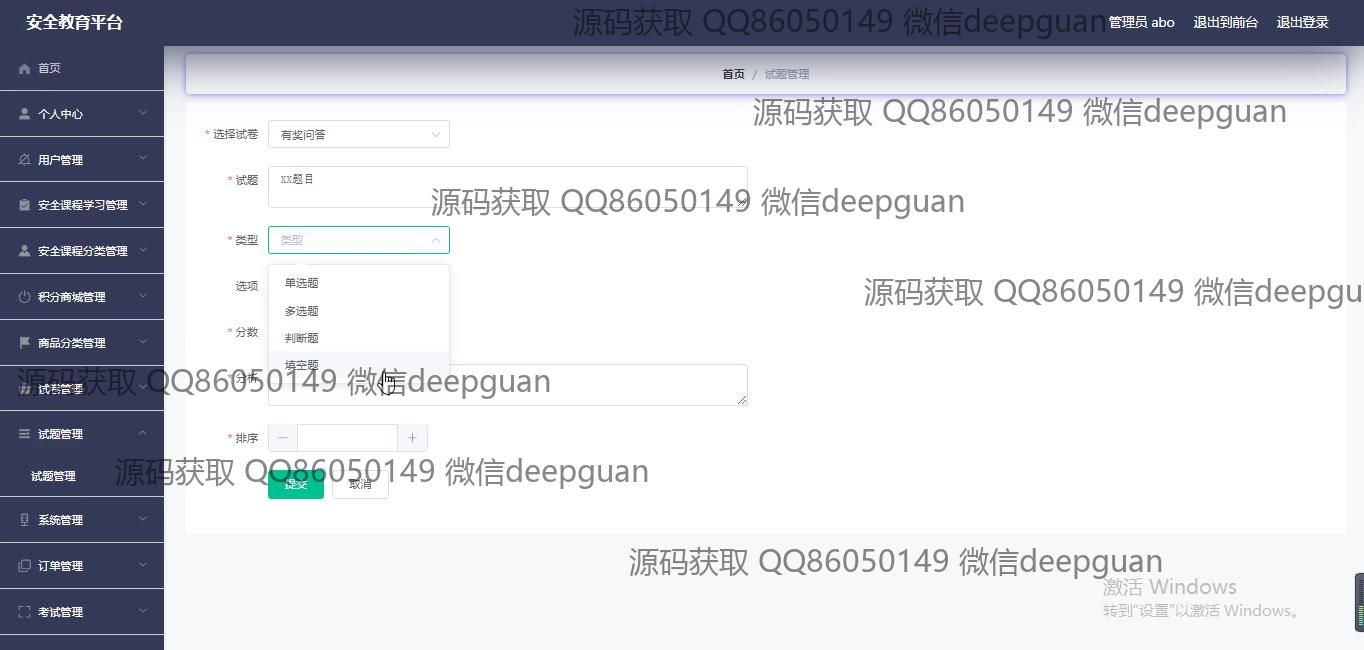 安全教育平台
源码获取 QQ86050149 微信deepguan
管理员 abo 退出到前台 退出登录
首页
个人中心
用户管理
安全课程学习管理
安全课程分类管理
积分商城管理
商品分类管理
试卷管理
试题管理
试题管理
系统管理
订单管理
考试管理
首页 / 试题管理
源码获取 QQ86050149 微信deepguan
* 选择试卷 有奖问答
* 试题 XX题目
源码获取 QQ86050149 微信deepguan
* 类型 类型
选项 单选题
源码获取 QQ86050149 微信deepgu
多选题
* 分数 判断题
填空题
* 分析
源码获取 QQ86050149 微信deepguan
* 排序
源码获取 QQ86050149 微信deepguan
提交 取消
源码获取 QQ86050149 微信deepguan
激活 Windows
转到“设置”以激活 Windows。